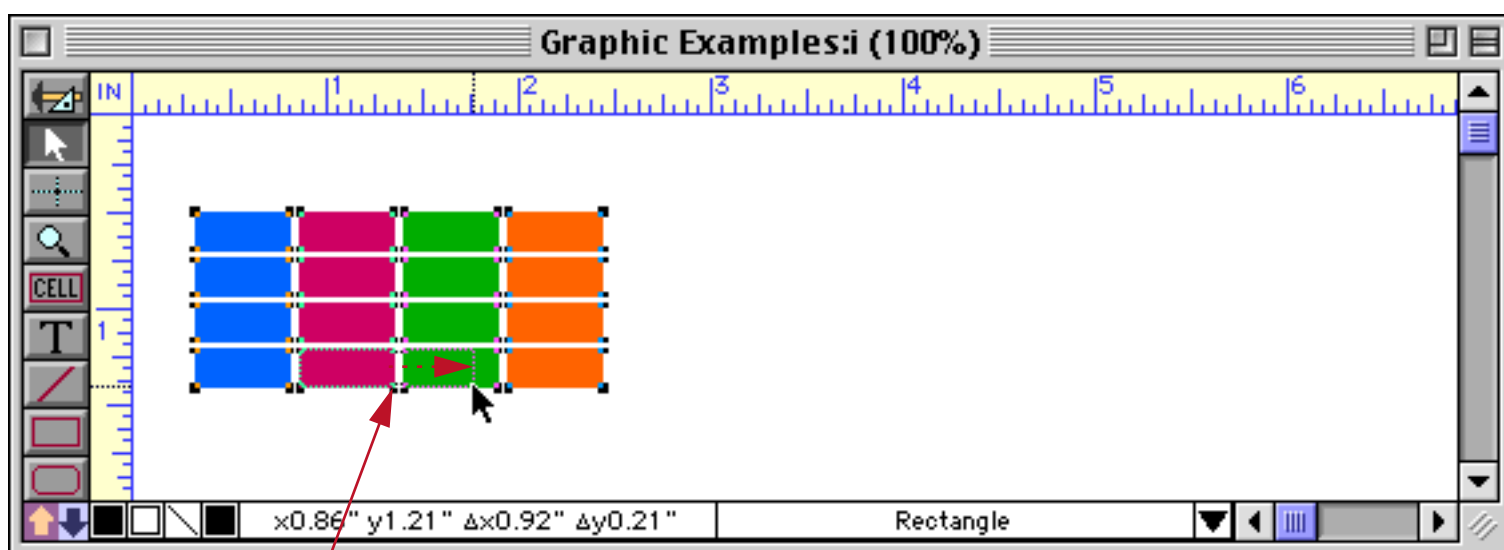 Graphic Examples:i (100%)
IN 1 2 3 4 5 6
CELL
T
1
x0.86" y1.21" Δx0.92" Δy0.21" Rectangle